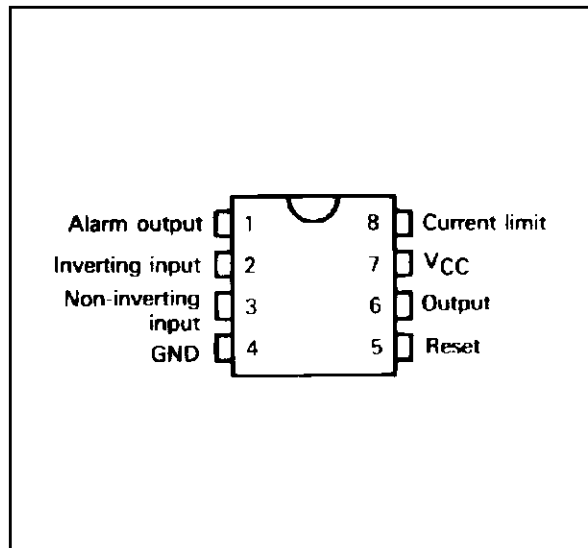 Alarm output 1 8 Current limit
Inverting input 2 7 VCC
Non-inverting
input 3 6 Output
GND 4 5 Reset